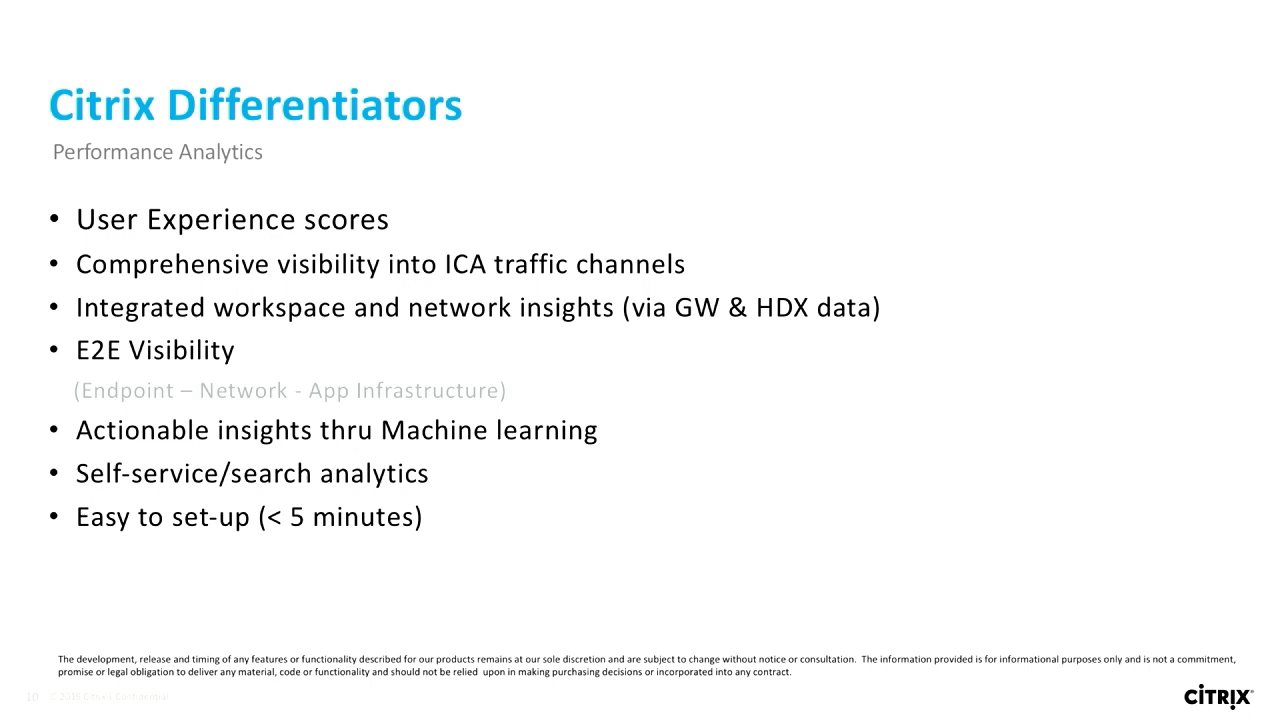 Citrix Differentiators
Performance Analytics
• User Experience scores
• Comprehensive visibility into ICA traffic channels
• Integrated workspace and network insights (via GW & HDX data)
• E2E Visibility
(Endpoint – Network - App Infrastructure)
• Actionable insights thru Machine learning
• Self-service/search analytics
• Easy to set-up (< 5 minutes)
The development, release and timing of any features or functionality described for our products remains at our sole discretion and are subject to change without notice or consultation. The information provided is for informational purposes only and is not a commitment,
promise or legal obligation to deliver any material, code or functionality and should not be relied upon in making purchasing decisions or incorporated into any contract.
10 © Citrix | Confidential
CITRIX